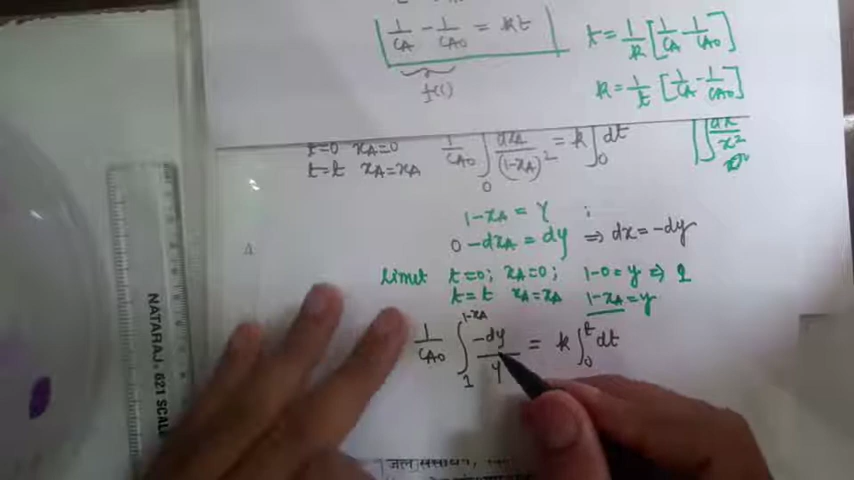 1/CA - 1/CA0 = kt
t = 1/k [1/CA - 1/CA0]
f(C)
k = 1/t [1/CA - 1/CA0]
t=0 xA=0 1/CA0 ∫0 dxA/(1-xA)² = k ∫0 dt ∫ dx/x²
t=t xA=xA
1-xA = Y ;
0-dxA = dy ⇒ dx = -dy
Limit t=0; xA=0; 1-0=y ⇒ 1
t=t xA=xA 1-xA=y
1/CA0 ∫1^(1-xA) -dy/y = k ∫0^t dt
NATARAJ 621 SCAL